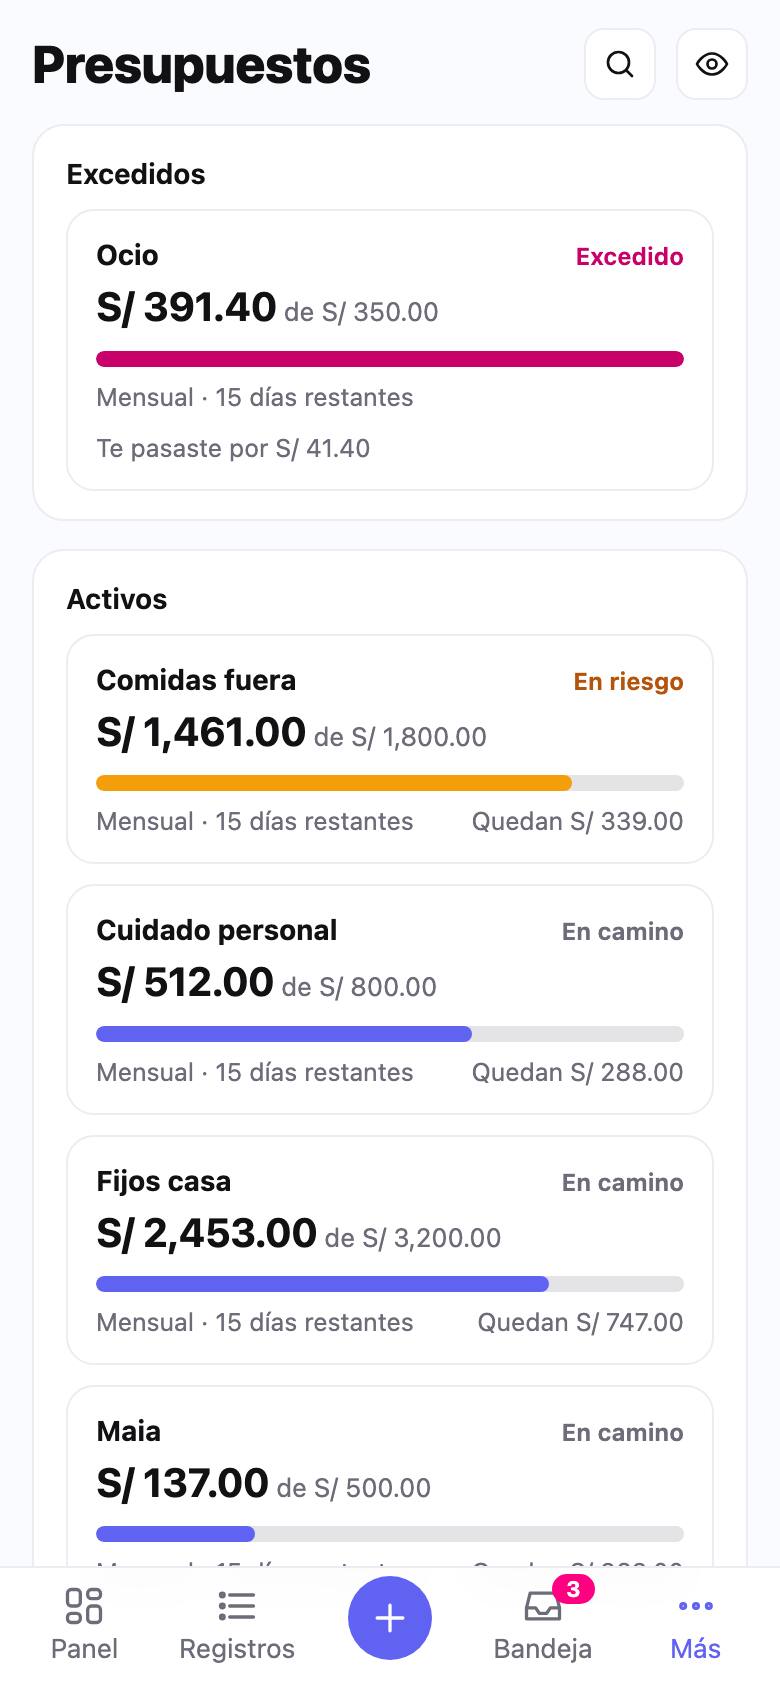 Presupuestos
Excedidos
Ocio
Excedido
S/ 391.40 de S/ 350.00
Mensual · 15 días restantes
Te pasaste por S/ 41.40
Activos
Comidas fuera
En riesgo
S/ 1,461.00 de S/ 1,800.00
Mensual · 15 días restantes
Quedan S/ 339.00
Cuidado personal
En camino
S/ 512.00 de S/ 800.00
Mensual · 15 días restantes
Quedan S/ 288.00
Fijos casa
En camino
S/ 2,453.00 de S/ 3,200.00
Mensual · 15 días restantes
Quedan S/ 747.00
Maia
En camino
S/ 137.00 de S/ 500.00
3
Panel
Registros
Bandeja
Más